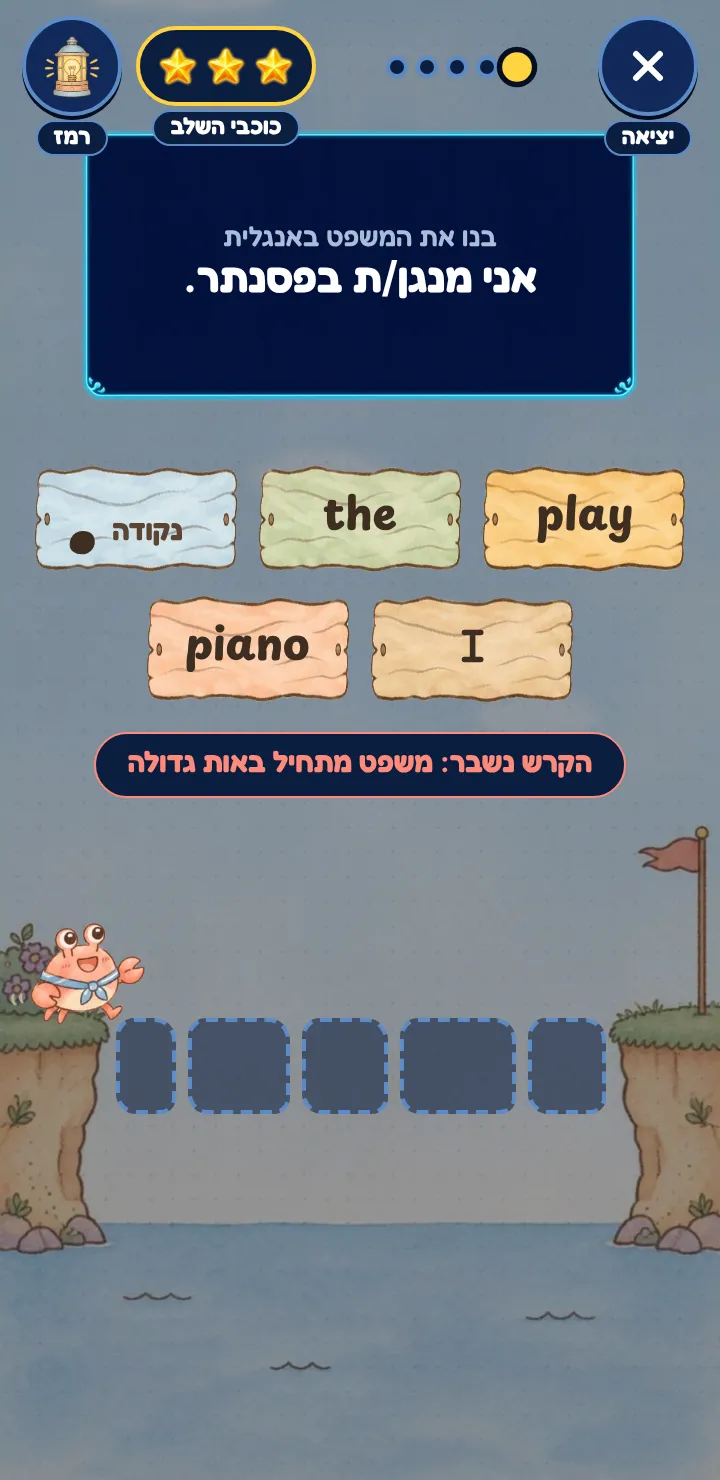 רמז
כוכבי השלב
יציאה
בנו את המשפט באנגלית
אני מנגן/ת בפסנתר.
play
the
נקודה .
I
piano
הקרש נשבר: משפט מתחיל באות גדולה